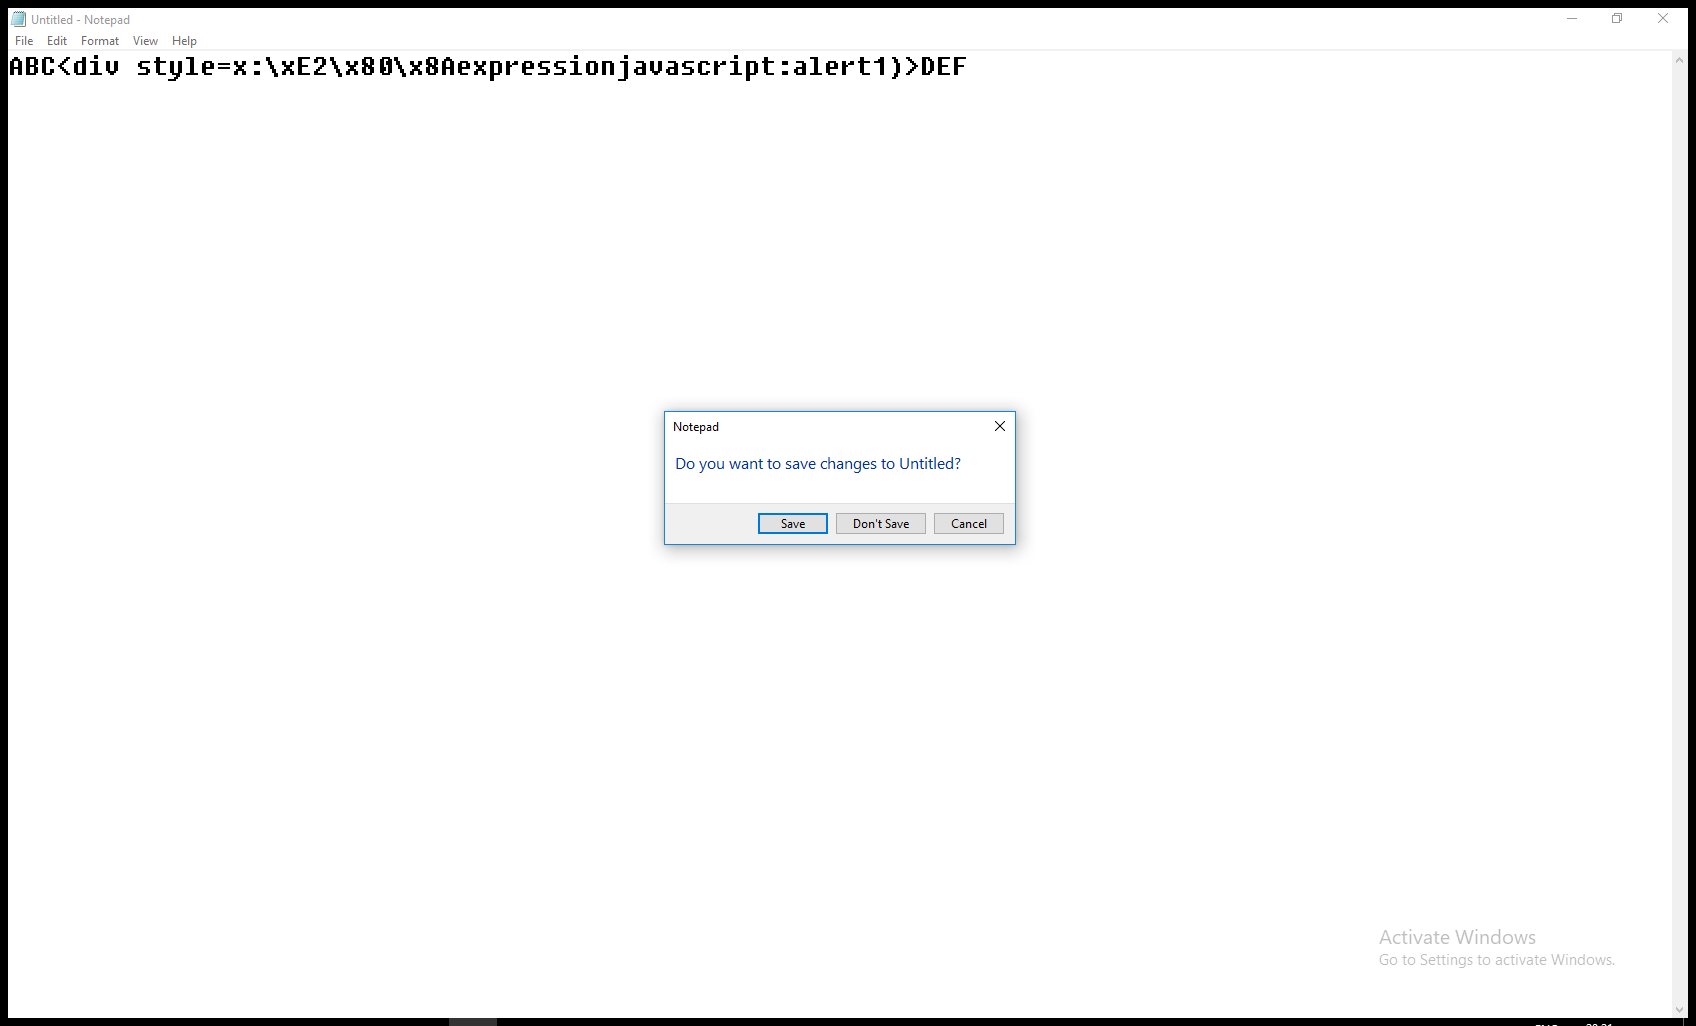 Untitled - Notepad
File Edit Format View Help
ABC<div style=x:\xE2\x80\x8Aexpressionjavascript:alert1)>DEF
Notepad
Do you want to save changes to Untitled?
Save Don't Save Cancel
Activate Windows
Go to Settings to activate Windows.